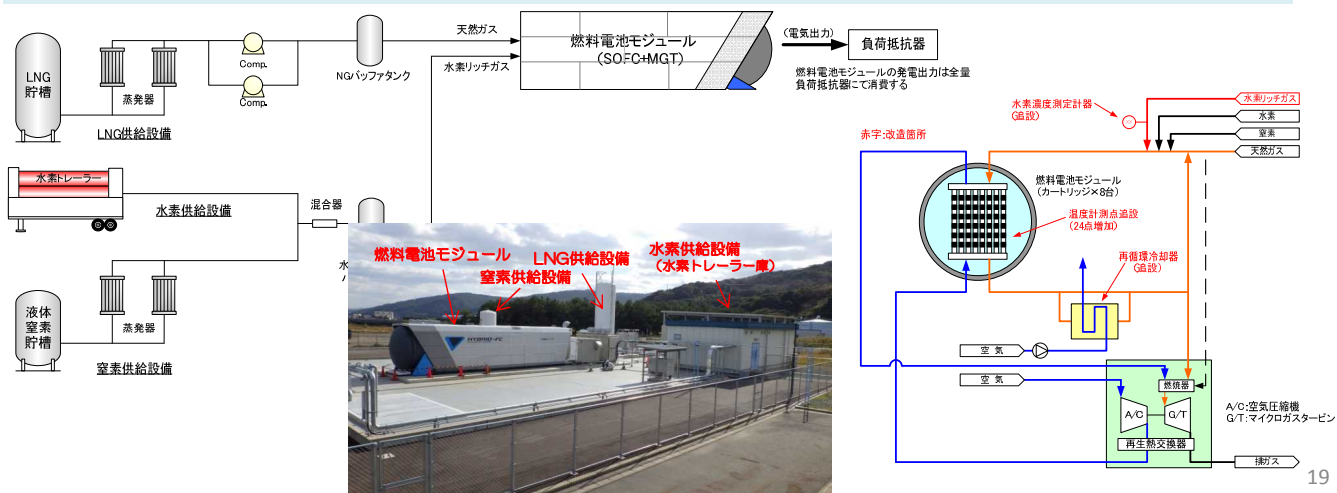 LNG
貯槽
蒸発器
LNG供給設備
Comp.
Comp.
NGバッファタンク
天然ガス
水素リッチガス
燃料電池モジュール
(SOFC+MGT)
(電気出力)
負荷抵抗器
燃料電池モジュールの発電出力は全量
負荷抵抗器にて消費する
水素トレーラー
水素供給設備
混合器
液体
窒素
貯槽
蒸発器
窒素供給設備
燃料電池モジュール
窒素供給設備
LNG供給設備
水素供給設備
(水素トレーラー庫)
HYBRID-FC
赤字:改造箇所
水素濃度測定計器
(追設)
水素リッチガス
水素
窒素
天然ガス
燃料電池モジュール
(カートリッジ×8台)
温度計測点追設
(24点増加)
再循環冷却器
(追設)
空気
空気
燃焼器
A/C
G/T
再生熱交換器
A/C:空気圧縮機
G/T:マイクロガスタービン
排ガス
19